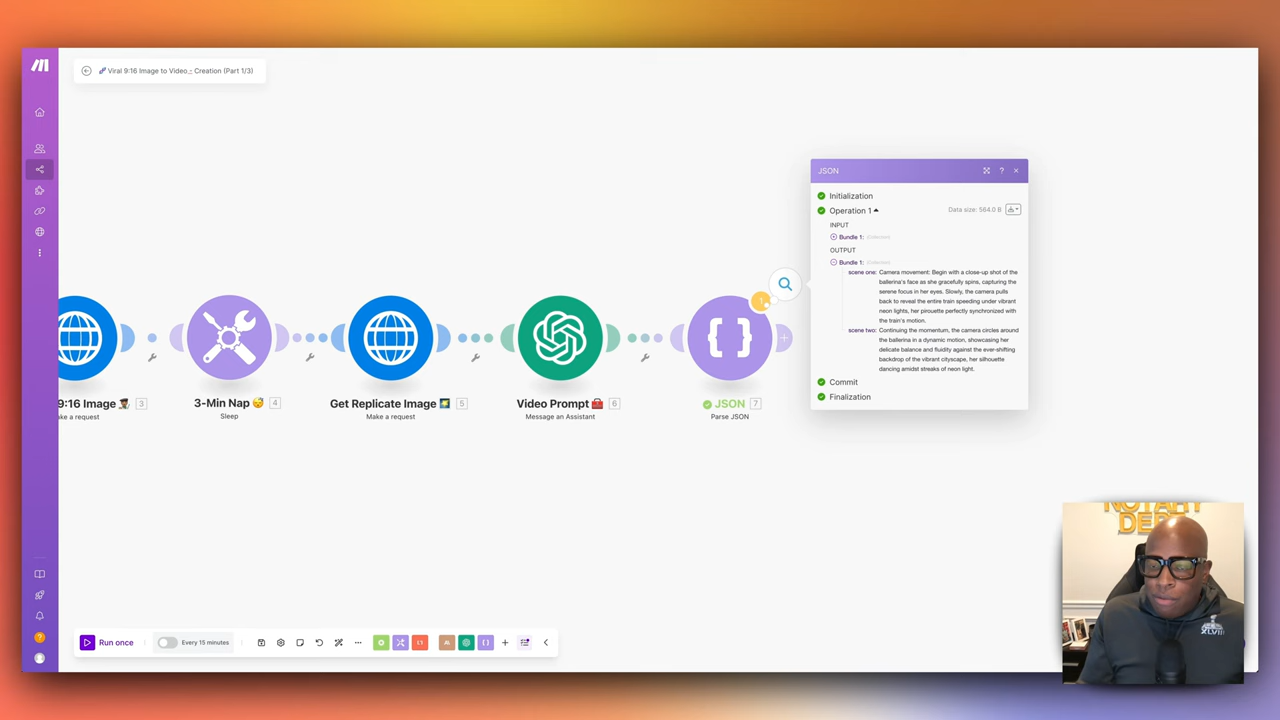 Viral 9:16 Image to Video - Creation (Part 1/3)
JSON
?
Initialization
Operation 1
Data size: 564.0 B
INPUT
Bundle 1: (Collection)
OUTPUT
Bundle 1: (Collection)
scene one: Camera movement: Begin with a close-up shot of the
ballerina's face as she gracefully spins, capturing the
serene focus in her eyes. Slowly, the camera pulls
back to reveal the entire train speeding under vibrant
neon lights, her pirouette perfectly synchronized with
the train's motion.
scene two: Continuing the momentum, the camera circles around
the ballerina in a dynamic motion, showcasing her
delicate balance and fluidity against the ever-shifting
backdrop of the vibrant cityscape, her silhouette
dancing amidst streaks of neon light.
Commit
Finalization
1
9:16 Image 3
ake a request
3-Min Nap 4
Sleep
Get Replicate Image 5
Make a request
Video Prompt 6
Message an Assistant
JSON 7
Parse JSON
Run once
Every 15 minutes
NOTARY
XLVIII